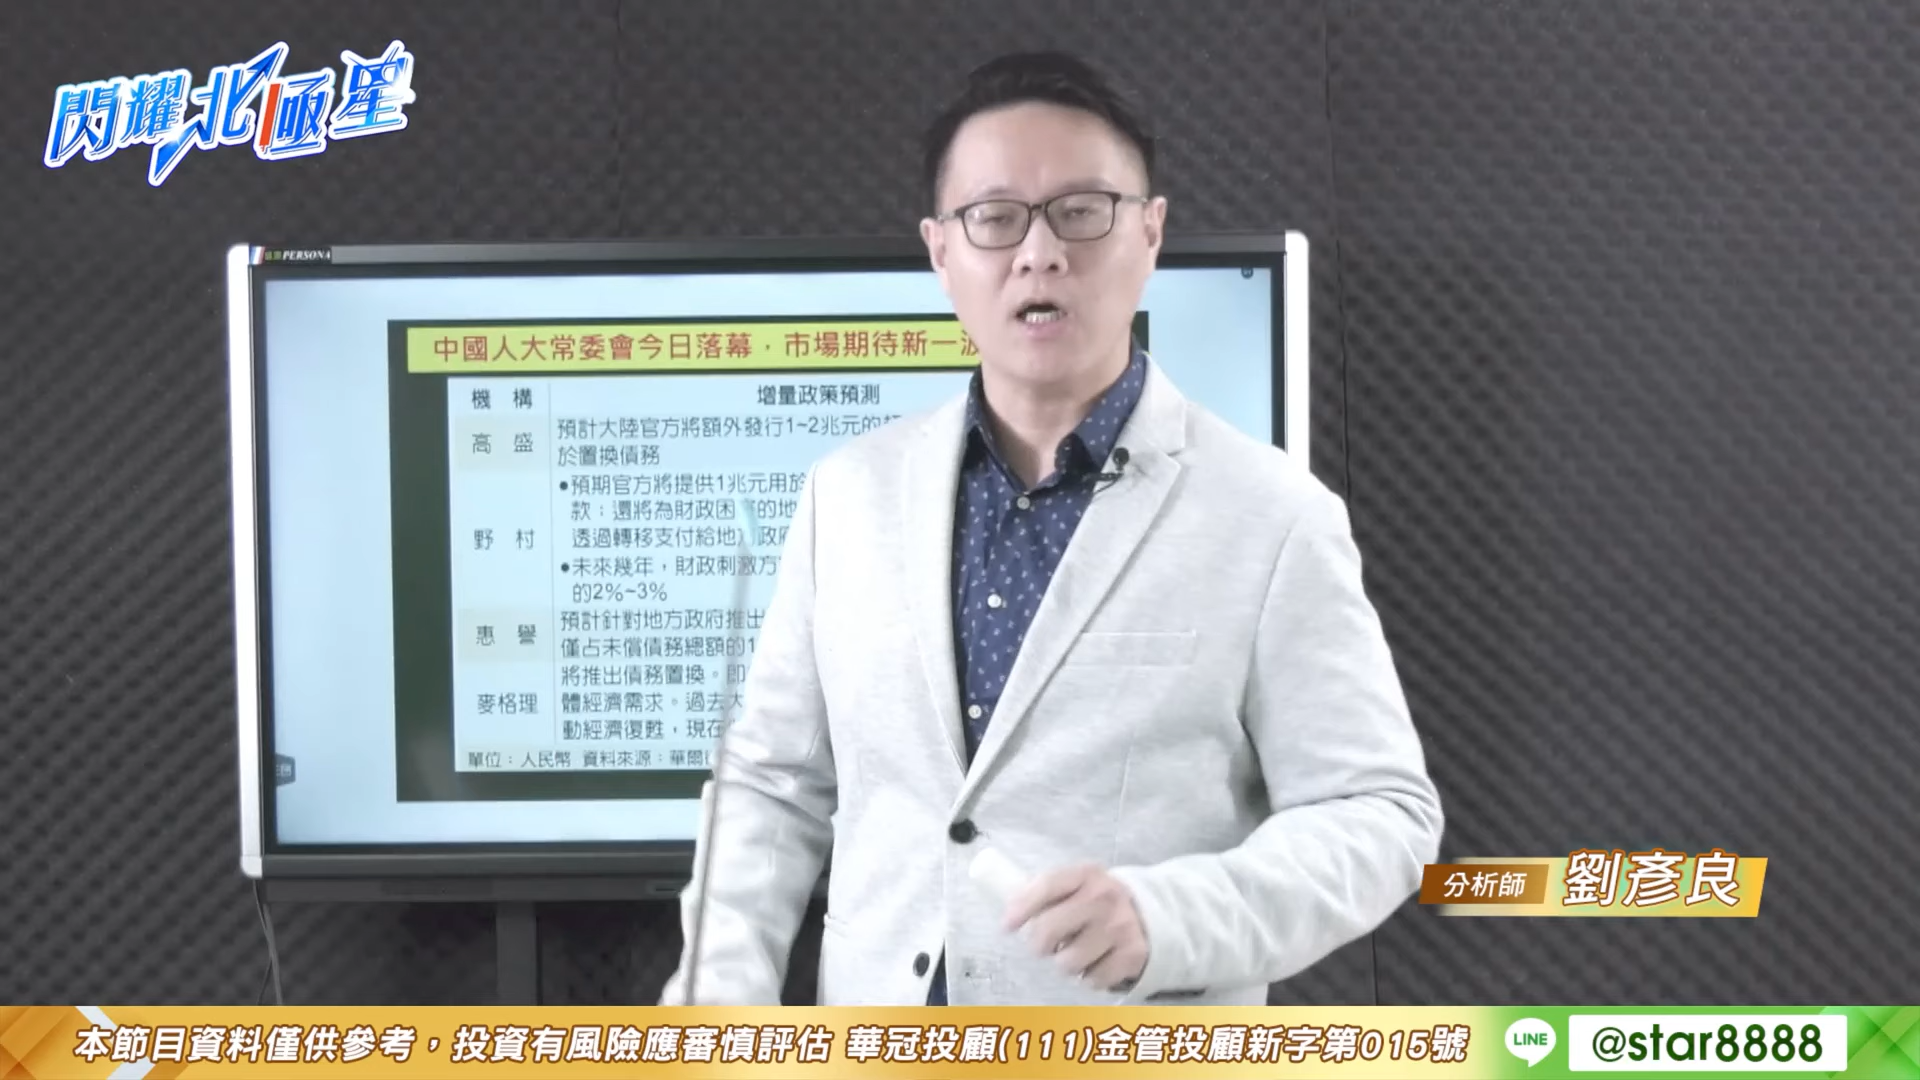 閃耀北極星
PERSONA
中國人大常委會今日落幕，市場期待新一波
機構 增量政策預測
高盛 預計大陸官方將額外發行1~2兆元的
於置換債務
●預期官方將提供1兆元用於
款；還將為財政困 的地
野村 透過轉移支付給地方政府
●未來幾年，財政刺激方
的2%~3%
惠譽 預計針對地方政府推出
僅占未償債務總額的1
將推出債務置換。即
麥格理 體經濟需求。過去大
動經濟復甦，現在
單位：人民幣 資料來源：華爾
分析師 劉彥良
本節目資料僅供參考，投資有風險應審慎評估 華冠投顧(111)金管投顧新字第015號
LINE @star8888